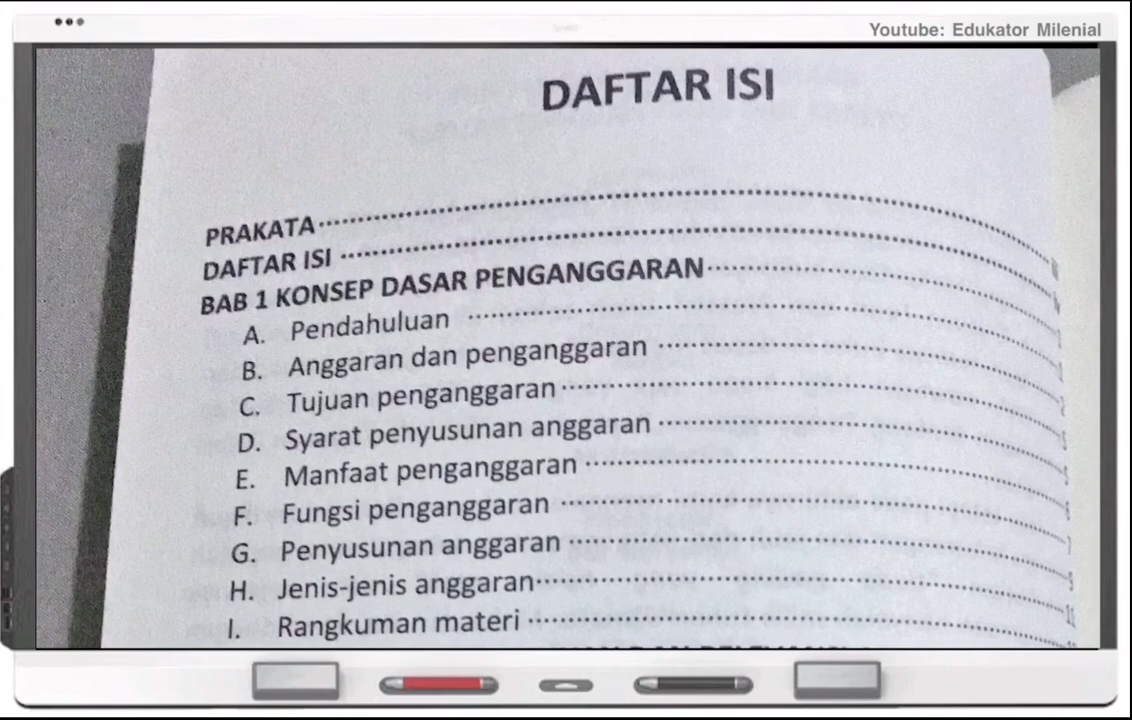 Youtube: Edukator Milenial
DAFTAR ISI
PRAKATA
DAFTAR ISI
BAB 1 KONSEP DASAR PENGANGGARAN
A. Pendahuluan
B. Anggaran dan penganggaran
C. Tujuan penganggaran
D. Syarat penyusunan anggaran
E. Manfaat penganggaran
F. Fungsi penganggaran
G. Penyusunan anggaran
H. Jenis-jenis anggaran 11
I. Rangkuman materi